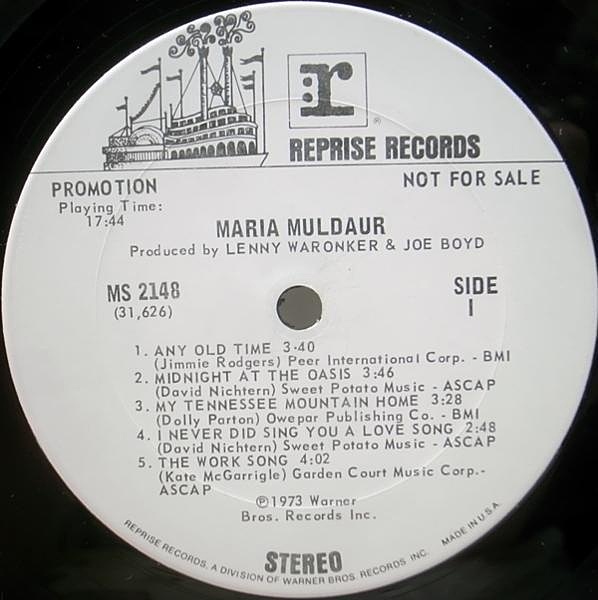 r
®
REPRISE RECORDS
PROMOTION
NOT FOR SALE
Playing Time:
17:44
MARIA MULDAUR
Produced by LENNY WARONKER & JOE BOYD
MS 2148
(31,626)
SIDE
1
1. ANY OLD TIME 3:40
(Jimmie Rodgers) Peer International Corp. - BMI
2. MIDNIGHT AT THE OASIS 3:46
(David Nichtern) Sweet Potato Music - ASCAP
3. MY TENNESSEE MOUNTAIN HOME 3:28
(Dolly Parton) Owepar Publishing Co. - BMI
4. I NEVER DID SING YOU A LOVE SONG 2:48
(David Nichtern) Sweet Potato Music - ASCAP
5. THE WORK SONG 4:02
(Kate McGarrigle) Garden Court Music Corp.-
ASCAP
℗1973 Warner
Bros. Records Inc.
STEREO
REPRISE RECORDS, A DIVISION OF WARNER BROS. RECORDS INC. MADE IN U.S.A.